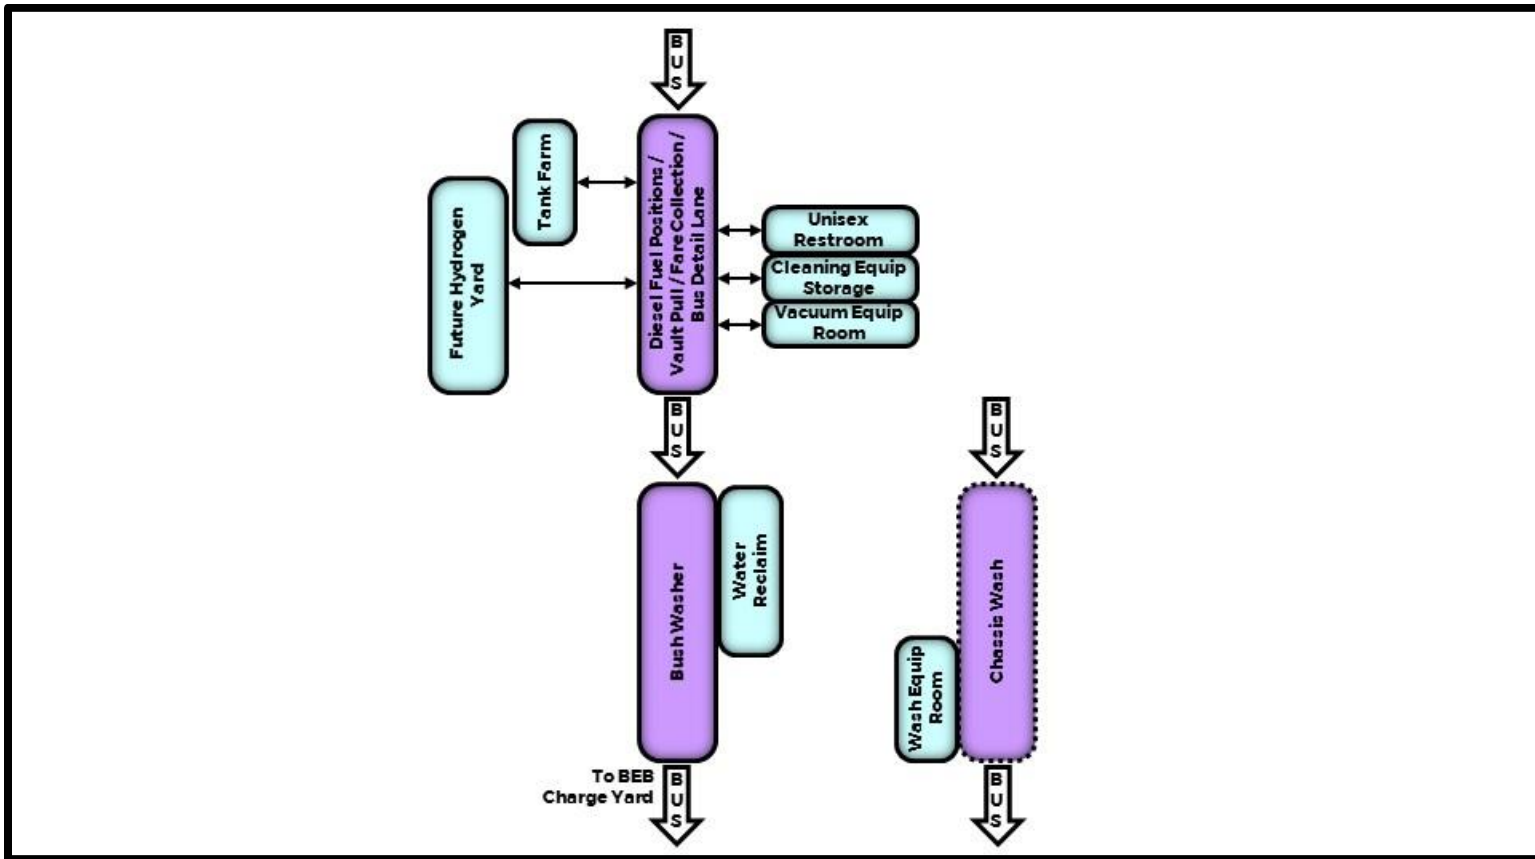 BUS
Tank Farm
Future Hydrogen
Yard
Diesel Fuel Positions /
Vault Pull / Fare Collection /
Bus Detail Lane
Unisex
Restroom
Cleaning Equip
Storage
Vacuum Equip
Room
BUS
BUS
Bush Washer
Water
Reclaim
Wash Equip
Room
Chassis Wash
To BEB
Charge Yard
BUS
BUS